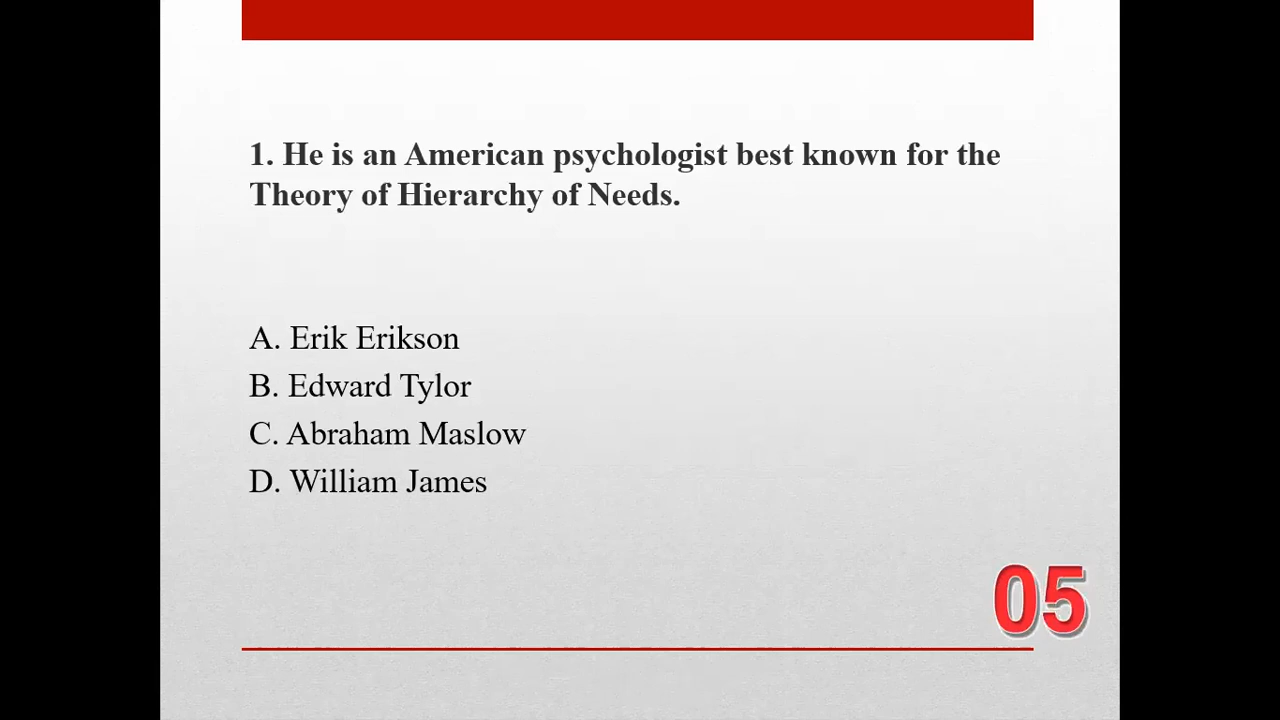 1. He is an American psychologist best known for the
Theory of Hierarchy of Needs.
A. Erik Erikson
B. Edward Tylor
C. Abraham Maslow
D. William James
05